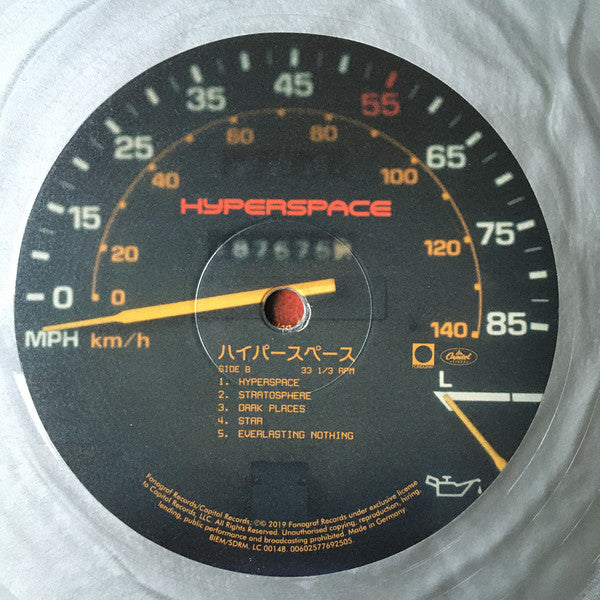 45
35
55
25
60
80
65
40
100
HYPERSPACE
15
75
20
87575
120
0
0
140
85
MPH km/h
ハイパースペース
SIDE B 33 1/3 RPM
1. HYPERSPACE
2. STRATOSPHERE
3. DARK PLACES
4. STAR
5. EVERLASTING NOTHING
FONOGRAF
Capitol
RECORDS
L
Fonograf Records/Capitol Records; ℗© 2019 Fonograf Records under exclusive license
to Capitol Records, LLC. All Rights Reserved. Unauthorised copying, reproduction, hiring,
lending, public performance and broadcasting prohibited. Made in Germany
BIEM/SDRM. LC 00148. 00602577692505.